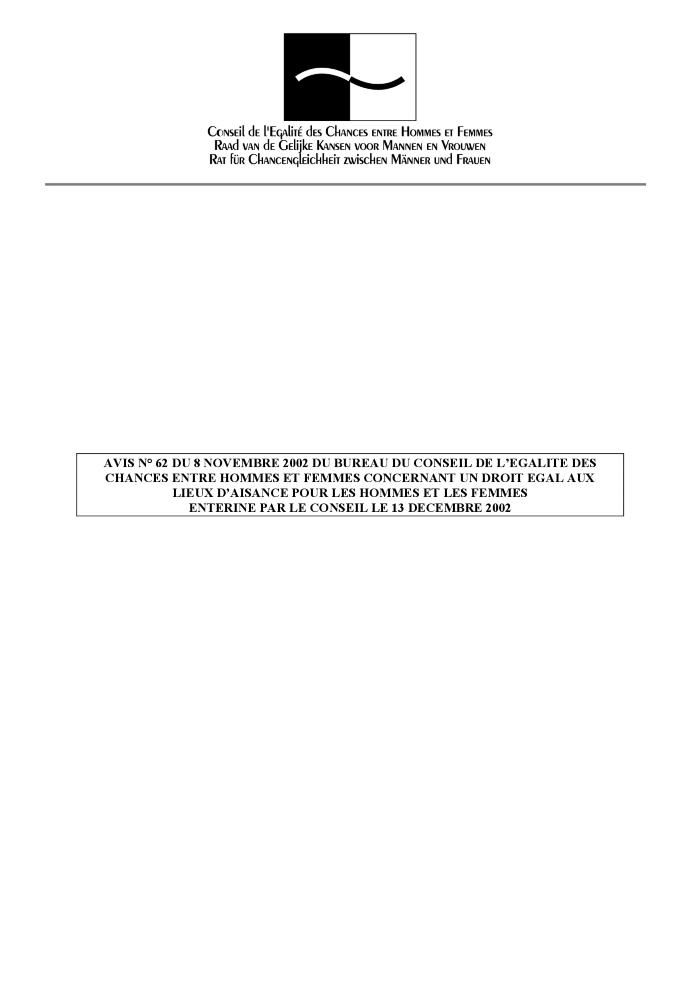 Conseil de l'Egalité des Chances entre Hommes et Femmes
Raad van de Gelijke Kansen voor Mannen en Vrouwen
Rat für Chancengleichheit zwischen Männer und Frauen
AVIS N° 62 DU 8 NOVEMBRE 2002 DU BUREAU DU CONSEIL DE L’EGALITE DES
CHANCES ENTRE HOMMES ET FEMMES CONCERNANT UN DROIT EGAL AUX
LIEUX D’AISANCE POUR LES HOMMES ET LES FEMMES
ENTERINE PAR LE CONSEIL LE 13 DECEMBRE 2002